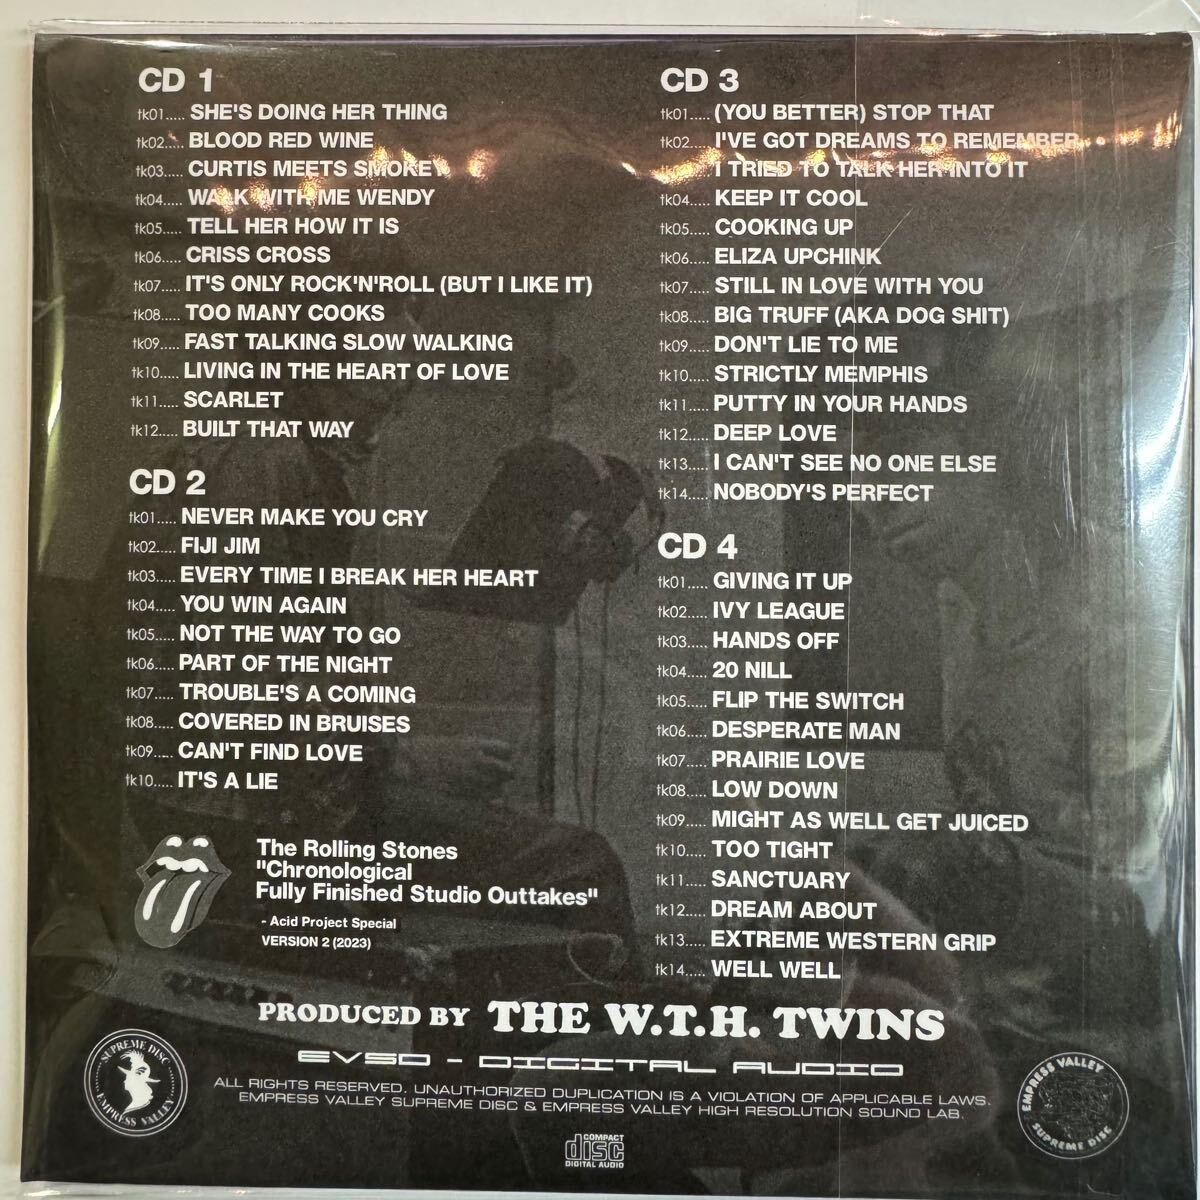 CD 1
tk01..... SHE'S DOING HER THING
tk02..... BLOOD RED WINE
tk03..... CURTIS MEETS SMOKEY
tk04..... WALK WITH ME WENDY
tk05..... TELL HER HOW IT IS
tk06..... CRISS CROSS
tk07..... IT'S ONLY ROCK'N'ROLL (BUT I LIKE IT)
tk08..... TOO MANY COOKS
tk09..... FAST TALKING SLOW WALKING
tk10..... LIVING IN THE HEART OF LOVE
tk11..... SCARLET
tk12..... BUILT THAT WAY
CD 2
tk01..... NEVER MAKE YOU CRY
tk02..... FIJI JIM
tk03..... EVERY TIME I BREAK HER HEART
tk04..... YOU WIN AGAIN
tk05..... NOT THE WAY TO GO
tk06..... PART OF THE NIGHT
tk07..... TROUBLE'S A COMING
tk08..... COVERED IN BRUISES
tk09..... CAN'T FIND LOVE
tk10..... IT'S A LIE
The Rolling Stones
"Chronological
Fully Finished Studio Outtakes"
- Acid Project Special
VERSION 2 (2023)
CD 3
tk01..... (YOU BETTER) STOP THAT
tk02..... I'VE GOT DREAMS TO REMEMBER
I TRIED TO TALK HER INTO IT
tk04..... KEEP IT COOL
tk05..... COOKING UP
tk06..... ELIZA UPCHINK
tk07..... STILL IN LOVE WITH YOU
tk08..... BIG TRUFF (AKA DOG SHIT)
tk09..... DON'T LIE TO ME
tk10..... STRICTLY MEMPHIS
tk11..... PUTTY IN YOUR HANDS
tk12..... DEEP LOVE
tk13..... I CAN'T SEE NO ONE ELSE
tk14..... NOBODY'S PERFECT
CD 4
tk01..... GIVING IT UP
tk02..... IVY LEAGUE
tk03..... HANDS OFF
tk04..... 20 NILL
tk05..... FLIP THE SWITCH
tk06..... DESPERATE MAN
tk07..... PRAIRIE LOVE
tk08..... LOW DOWN
tk09..... MIGHT AS WELL GET JUICED
tk10..... TOO TIGHT
tk11..... SANCTUARY
tk12..... DREAM ABOUT
tk13..... EXTREME WESTERN GRIP
tk14..... WELL WELL
PRODUCED BY THE W.T.H. TWINS
EVSD - DIGITAL AUDIO
ALL RIGHTS RESERVED. UNAUTHORIZED DUPLICATION IS A VIOLATION OF APPLICABLE LAWS.
EMPRESS VALLEY SUPREME DISC & EMPRESS VALLEY HIGH RESOLUTION SOUND LAB.
SUPREME DISC
EMPRESS VALLEY
EMPRESS VALLEY
SUPREME DISC
COMPACT
disc
DIGITAL AUDIO